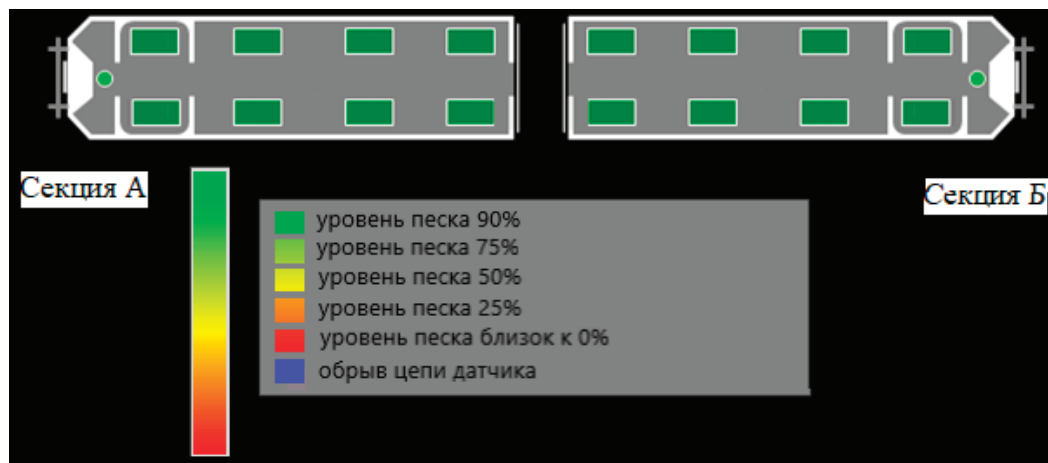 Секция А
Секция Б
уровень песка 90%
уровень песка 75%
уровень песка 50%
уровень песка 25%
уровень песка близок к 0%
обрыв цепи датчика